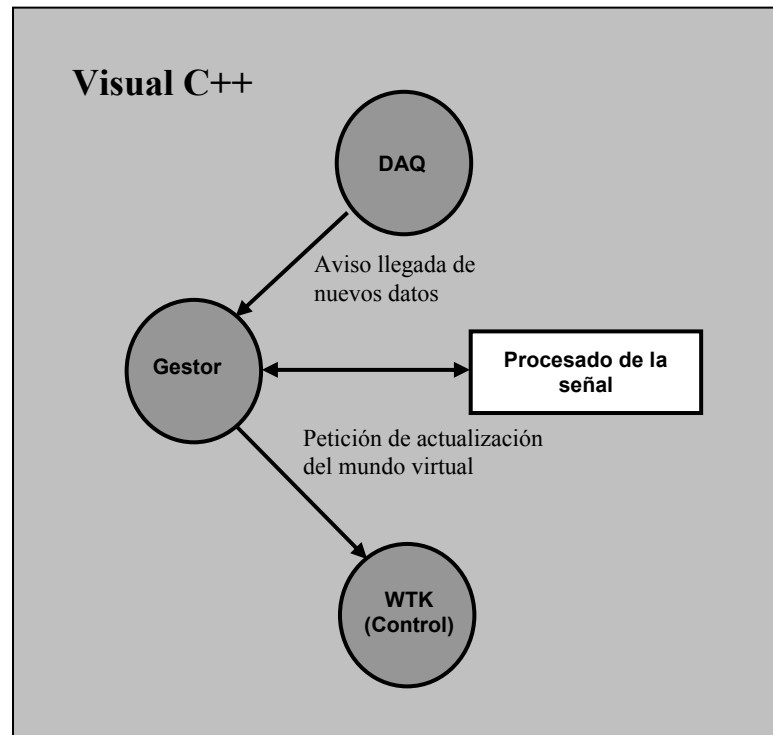 Visual C++
DAQ
Aviso llegada de
nuevos datos
Gestor
Procesado de la
señal
Petición de actualización
del mundo virtual
WTK
(Control)